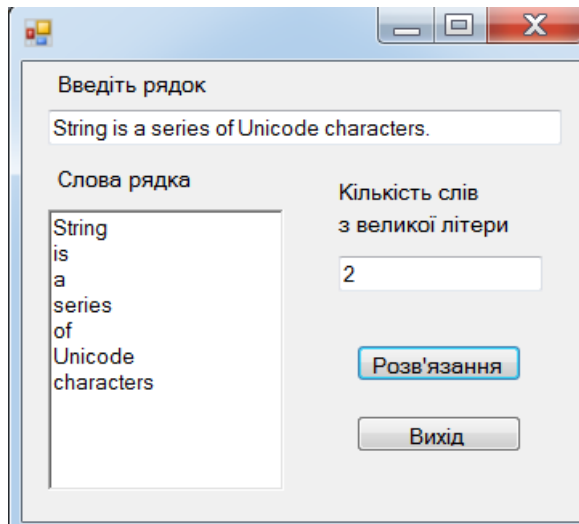 Введіть рядок
String is a series of Unicode characters.
Слова рядка
String
is
a
series
of
Unicode
characters
Кількість слів
з великої літери
2
Розв'язання
Вихід